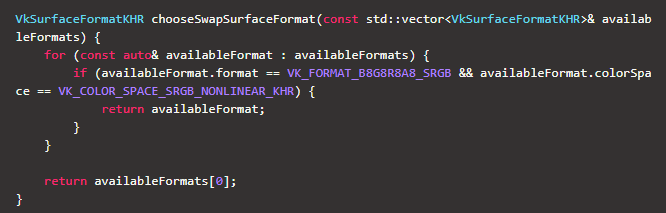 VkSurfaceFormatKHR chooseSwapSurfaceFormat(const std::vector<VkSurfaceFormatKHR>& availab
leFormats) {
    for (const auto& availableFormat : availableFormats) {
        if (availableFormat.format == VK_FORMAT_B8G8R8A8_SRGB && availableFormat.colorSpa
ce == VK_COLOR_SPACE_SRGB_NONLINEAR_KHR) {
            return availableFormat;
        }
    }

    return availableFormats[0];
}